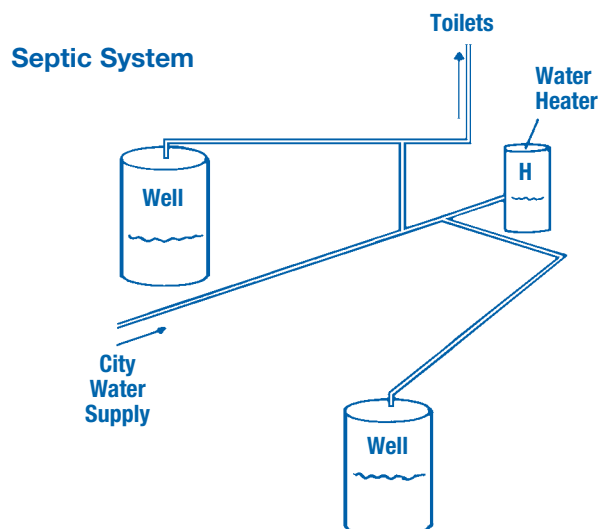 Toilets
Septic System
Water
Heater
H
Well
City
Water
Supply
Well